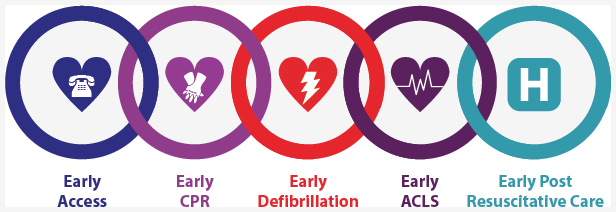 H
Early
Access
Early
CPR
Early
Defibrillation
Early
ACLS
Early Post
Resuscitative Care